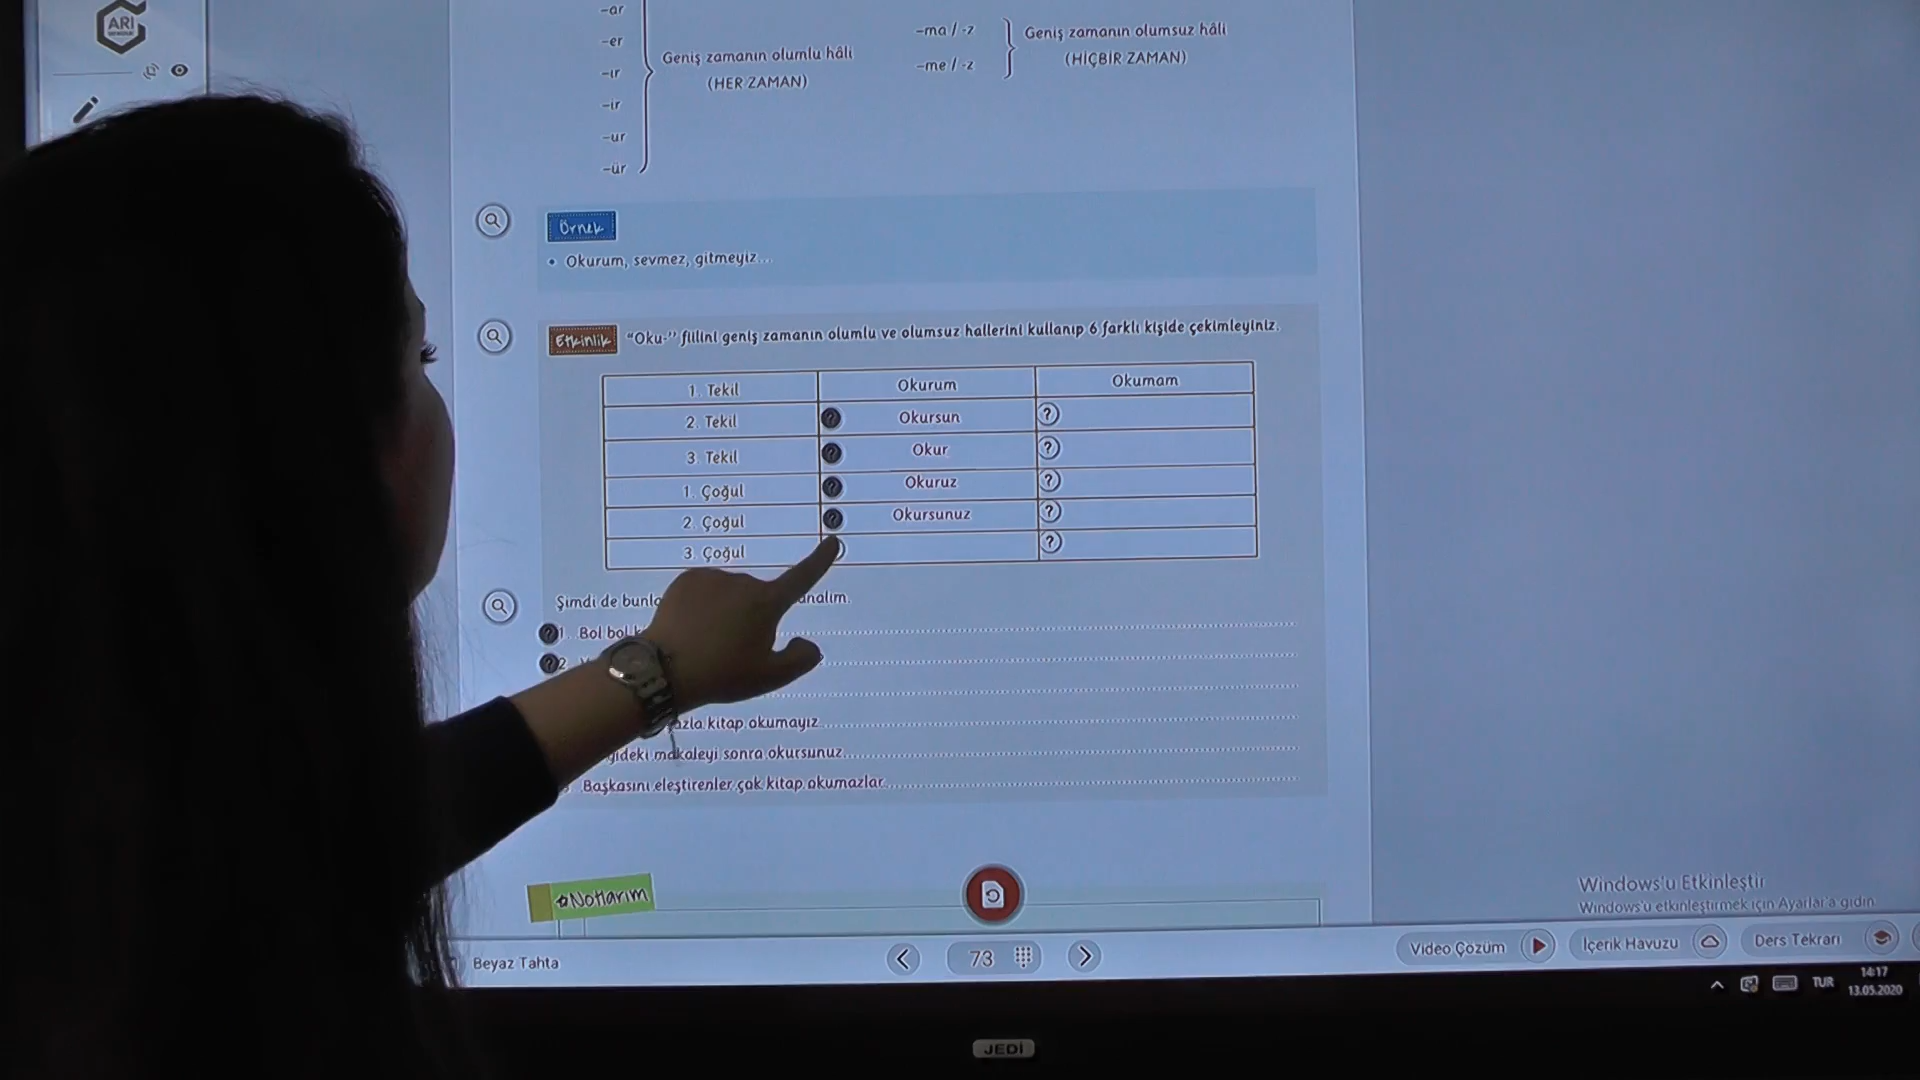 ARI
-ar
-er
-ır
-ir
-ur
-ür
Geniş zamanın olumlu hâli
(HER ZAMAN)
-ma / -z
-me / -z
Geniş zamanın olumsuz hâli
(HİÇBİR ZAMAN)
Örnek
• Okurum, sevmez, gitmeyiz...
Etkinlik "Oku-" fiilini geniş zamanın olumlu ve olumsuz hallerini kullanıp 6 farklı kişide çekimleyiniz.
1. Tekil Okurum Okumam
2. Tekil ? Okursun ?
3. Tekil ? Okur ?
1. Çoğul ? Okuruz ?
2. Çoğul ? Okursunuz ?
3. Çoğul ?
Şimdi de
? 1. Bol bol
? 2.
kitap okumayız
makaleyi sonra okursunuz
Başkasını eleştirenler çok kitap okumazlar
Notlarım
Windows'u Etkinleştir
Windows'u etkinleştirmek için Ayarlar'a gidin
Beyaz Tahta
73
Video Çözüm
İçerik Havuzu
Ders Tekrarı
TUR
14:17
13.05.2020
JEDİ